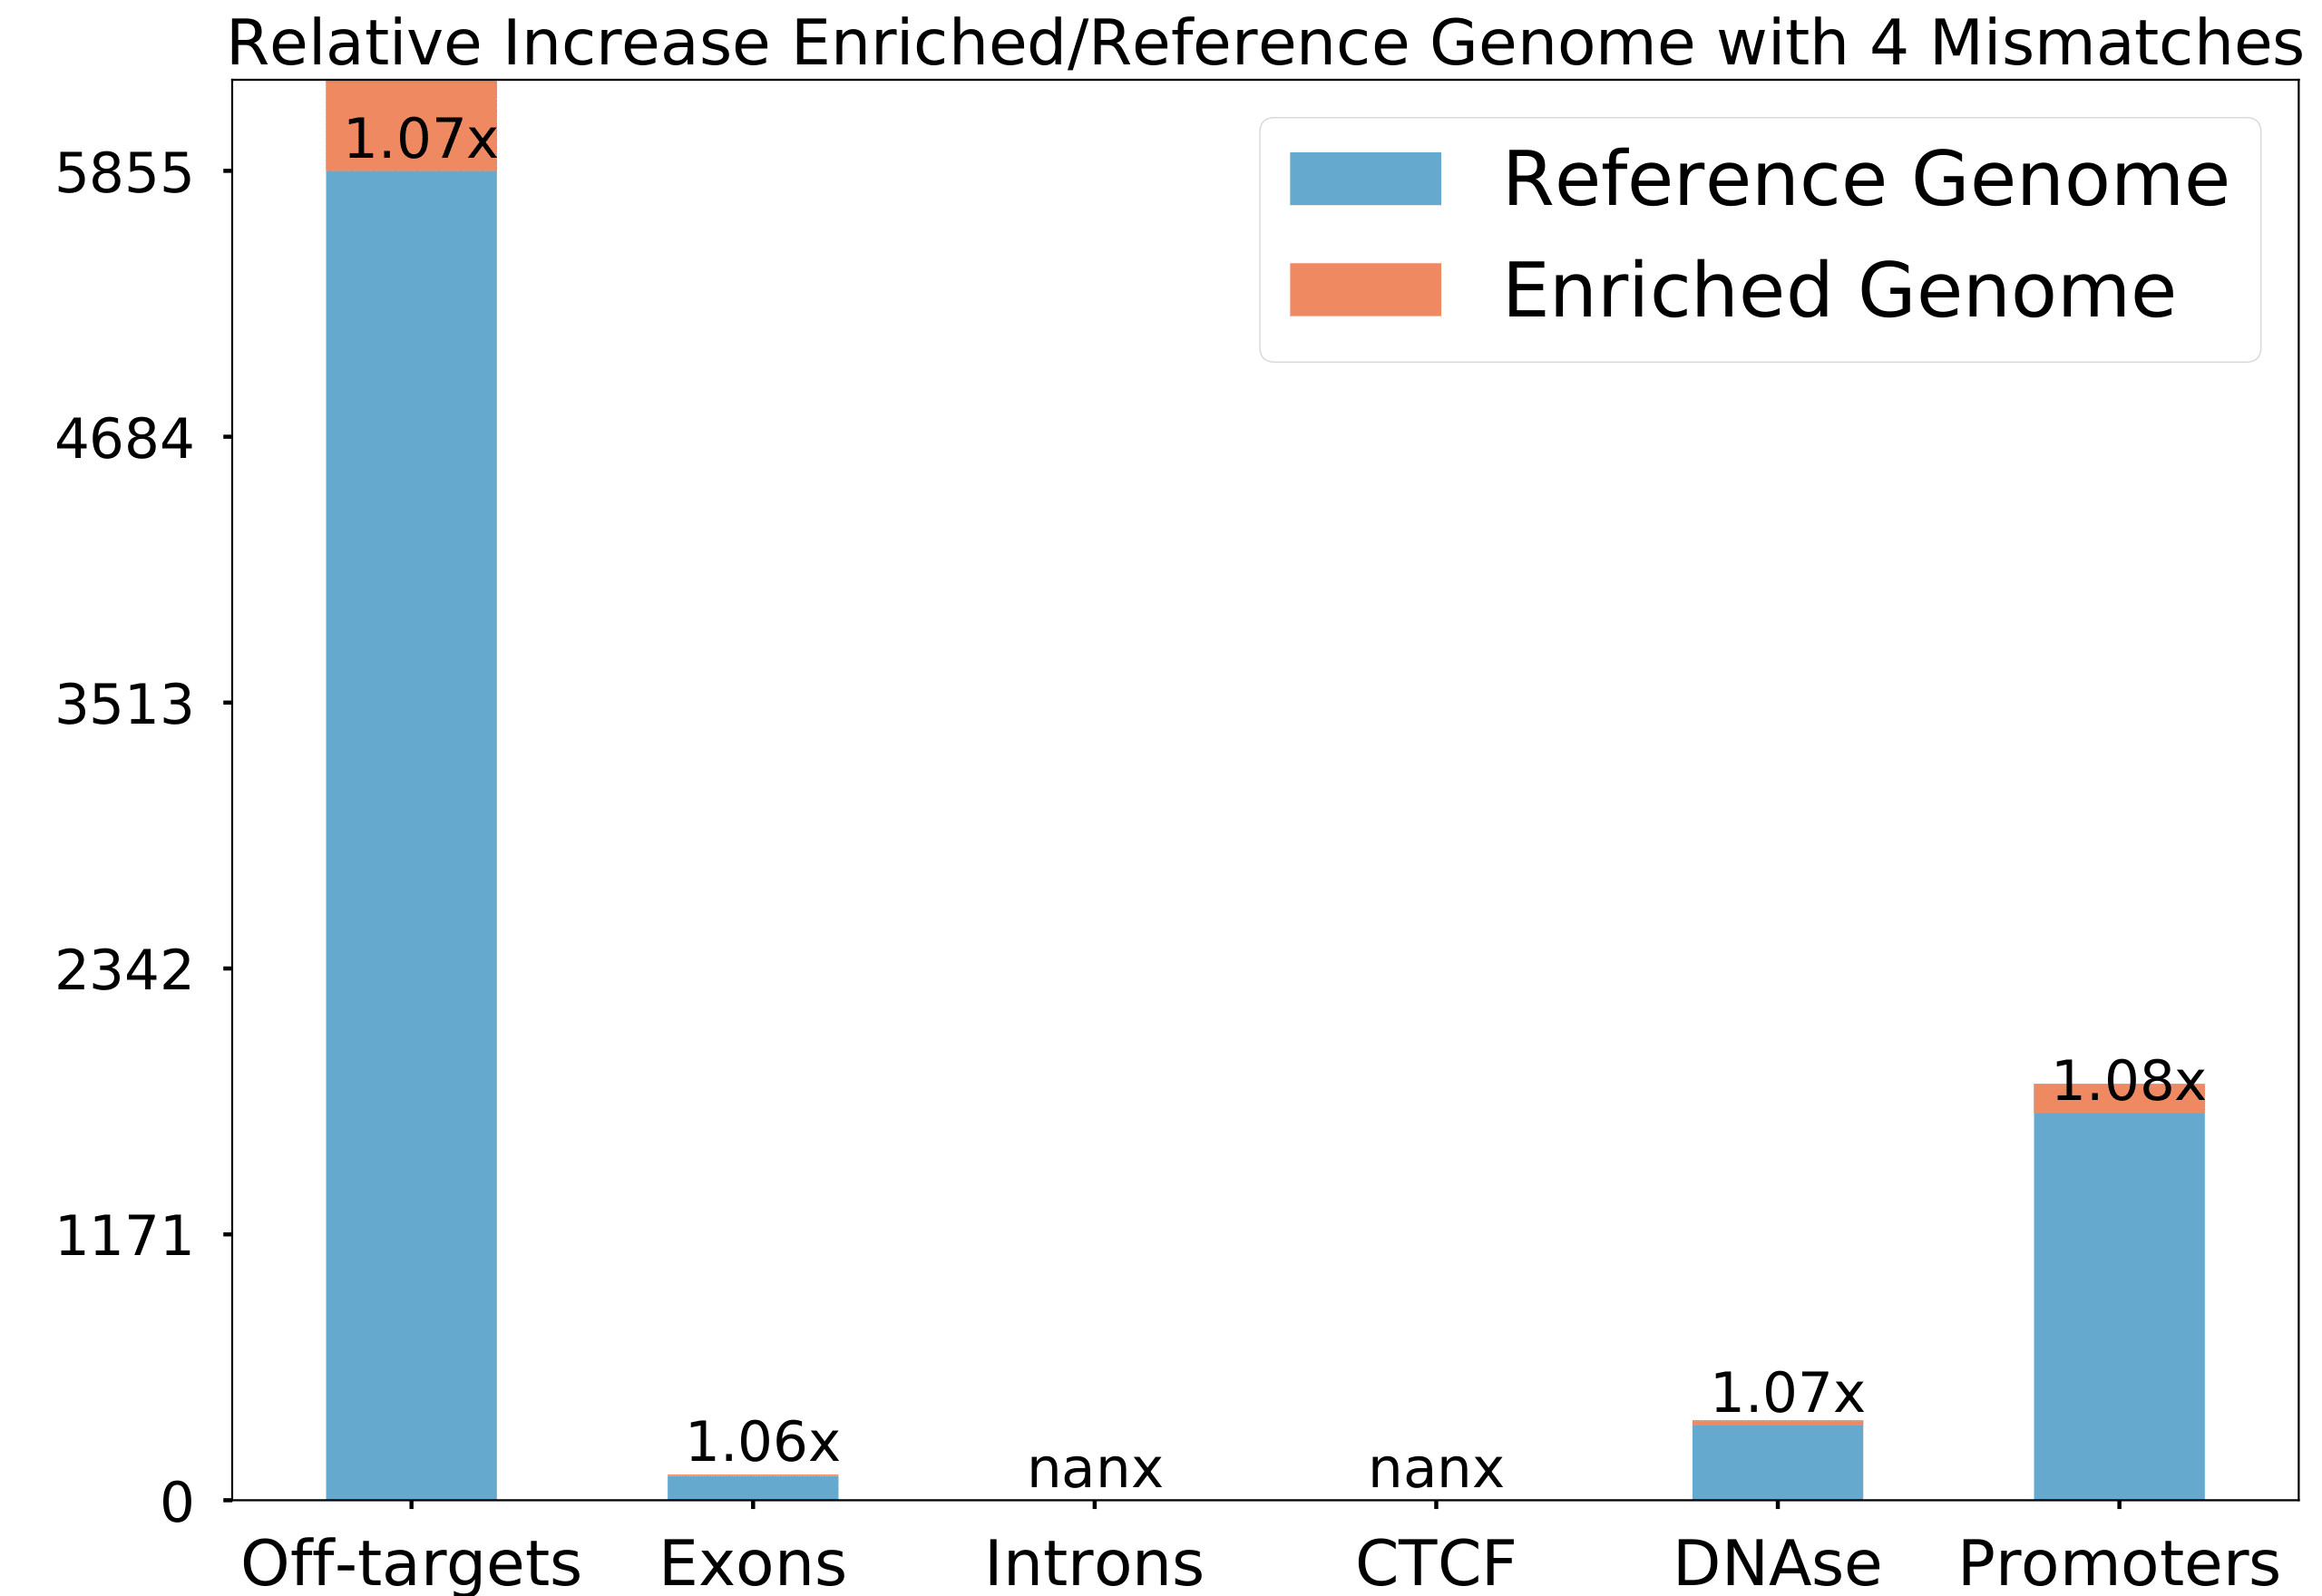 Relative Increase Enriched/Reference Genome with 4 Mismatches
Reference Genome
Enriched Genome
5855
4684
3513
2342
1171
0
1.07x
1.06x
nanx
nanx
1.07x
1.08x
Off-targets
Exons
Introns
CTCF
DNAse
Promoters